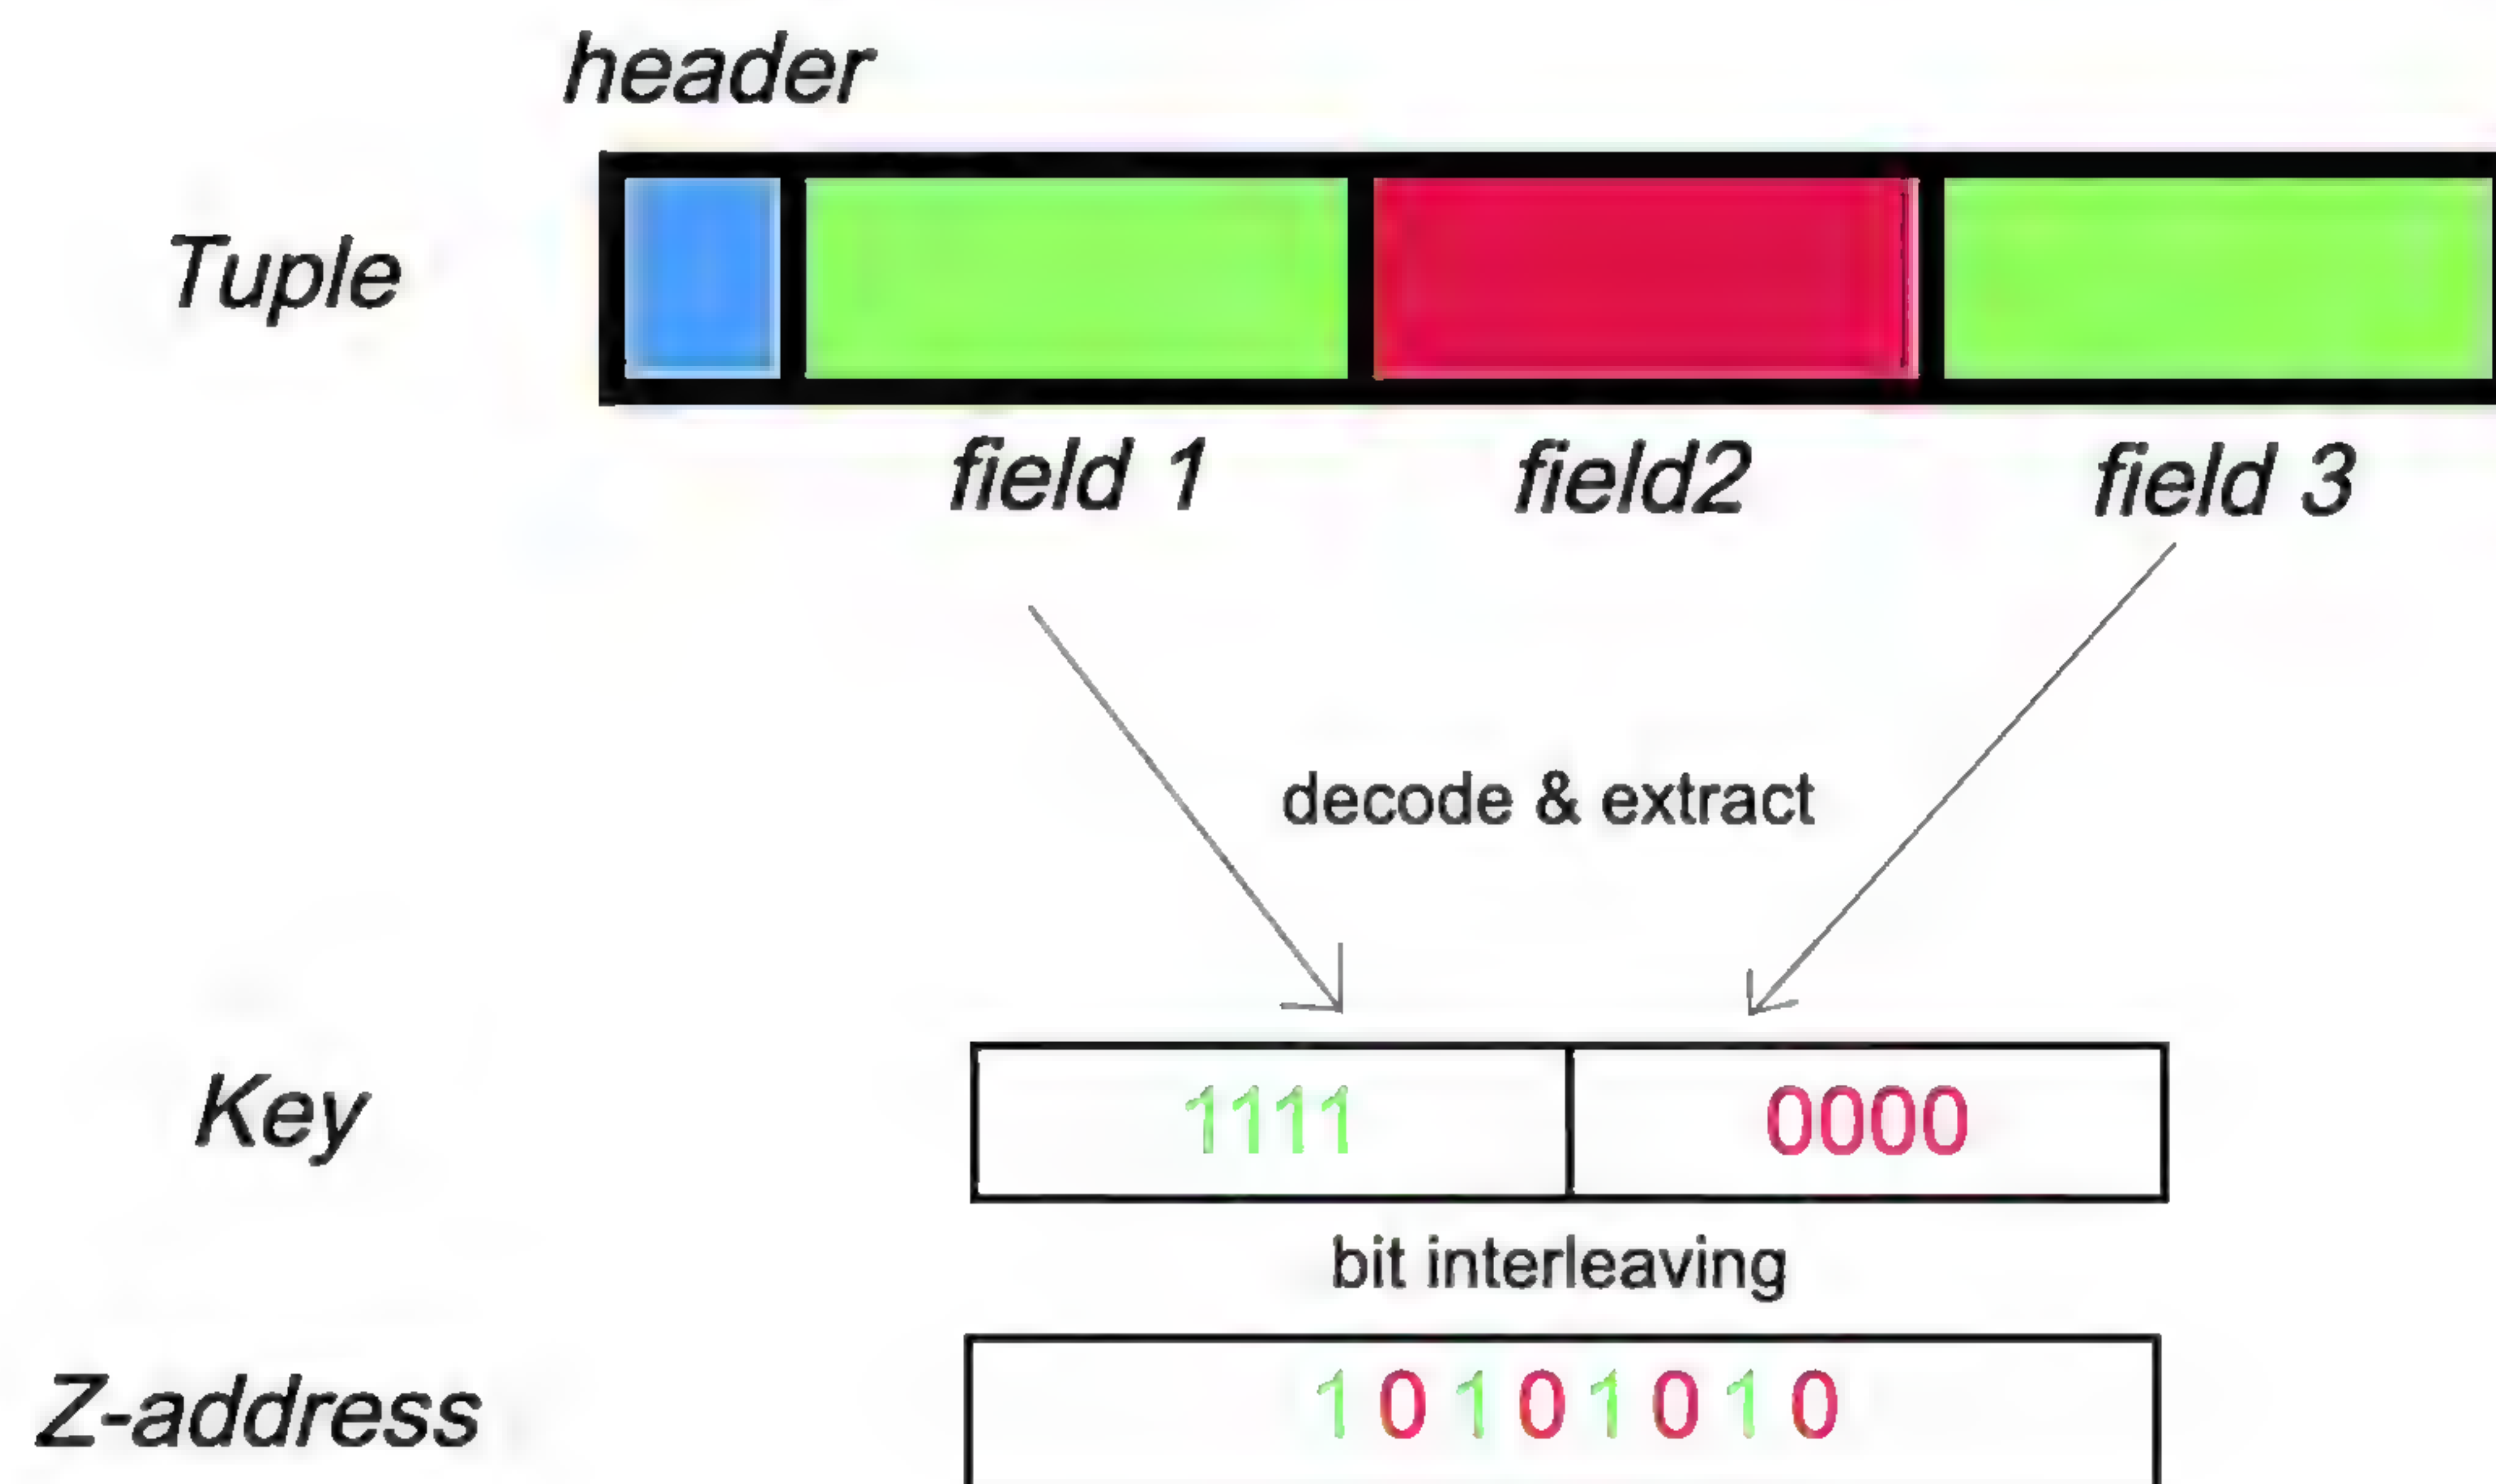 header
Tuple
field 1 field2 field 3
decode & extract
Key 1111 0000
bit interleaving
Z-address 1 0 1 0 1 0 1 0